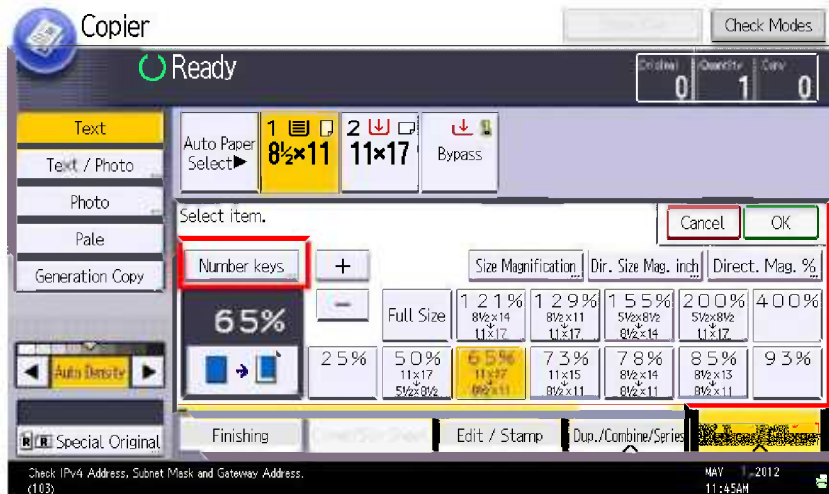 Copier
Check Modes
Ready
Original
Quantity
Copy
0
1
0
Text
Text / Photo
Photo
Pale
Generation Copy
Auto Paper
Select▶
1
8½×11
2
11×17
Bypass
Select item.
Cancel
OK
Number keys
+
Size Magnification
Dir. Size Mag. inch
Direct. Mag. %
65%
−
Full Size
121%
8½×14
11×17
129%
8½×11
11×17
155%
5½×8½
8½×14
200%
5½×8½
11×17
400%
25%
50%
11×17
5½×8½
65%
11×17
8½×11
73%
11×15
8½×11
78%
8½×14
8½×11
85%
8½×13
8½×11
93%
Auto Density
R R Special Original
Finishing
Edit / Stamp
Dup./Combine/Series
Check IPv4 Address, Subnet Mask and Gateway Address.
(103)
MAY 1,2012
11:45AM